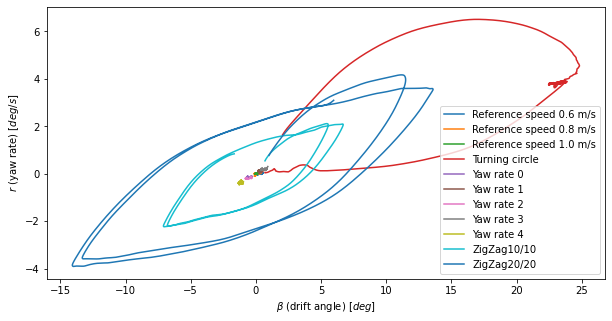 6
4
2
0
−2
−4
r (yaw rate) [deg/s]
−15 −10 −5 0 5 10 15 20 25
β (drift angle) [deg]
Reference speed 0.6 m/s
Reference speed 0.8 m/s
Reference speed 1.0 m/s
Turning circle
Yaw rate 0
Yaw rate 1
Yaw rate 2
Yaw rate 3
Yaw rate 4
ZigZag10/10
ZigZag20/20